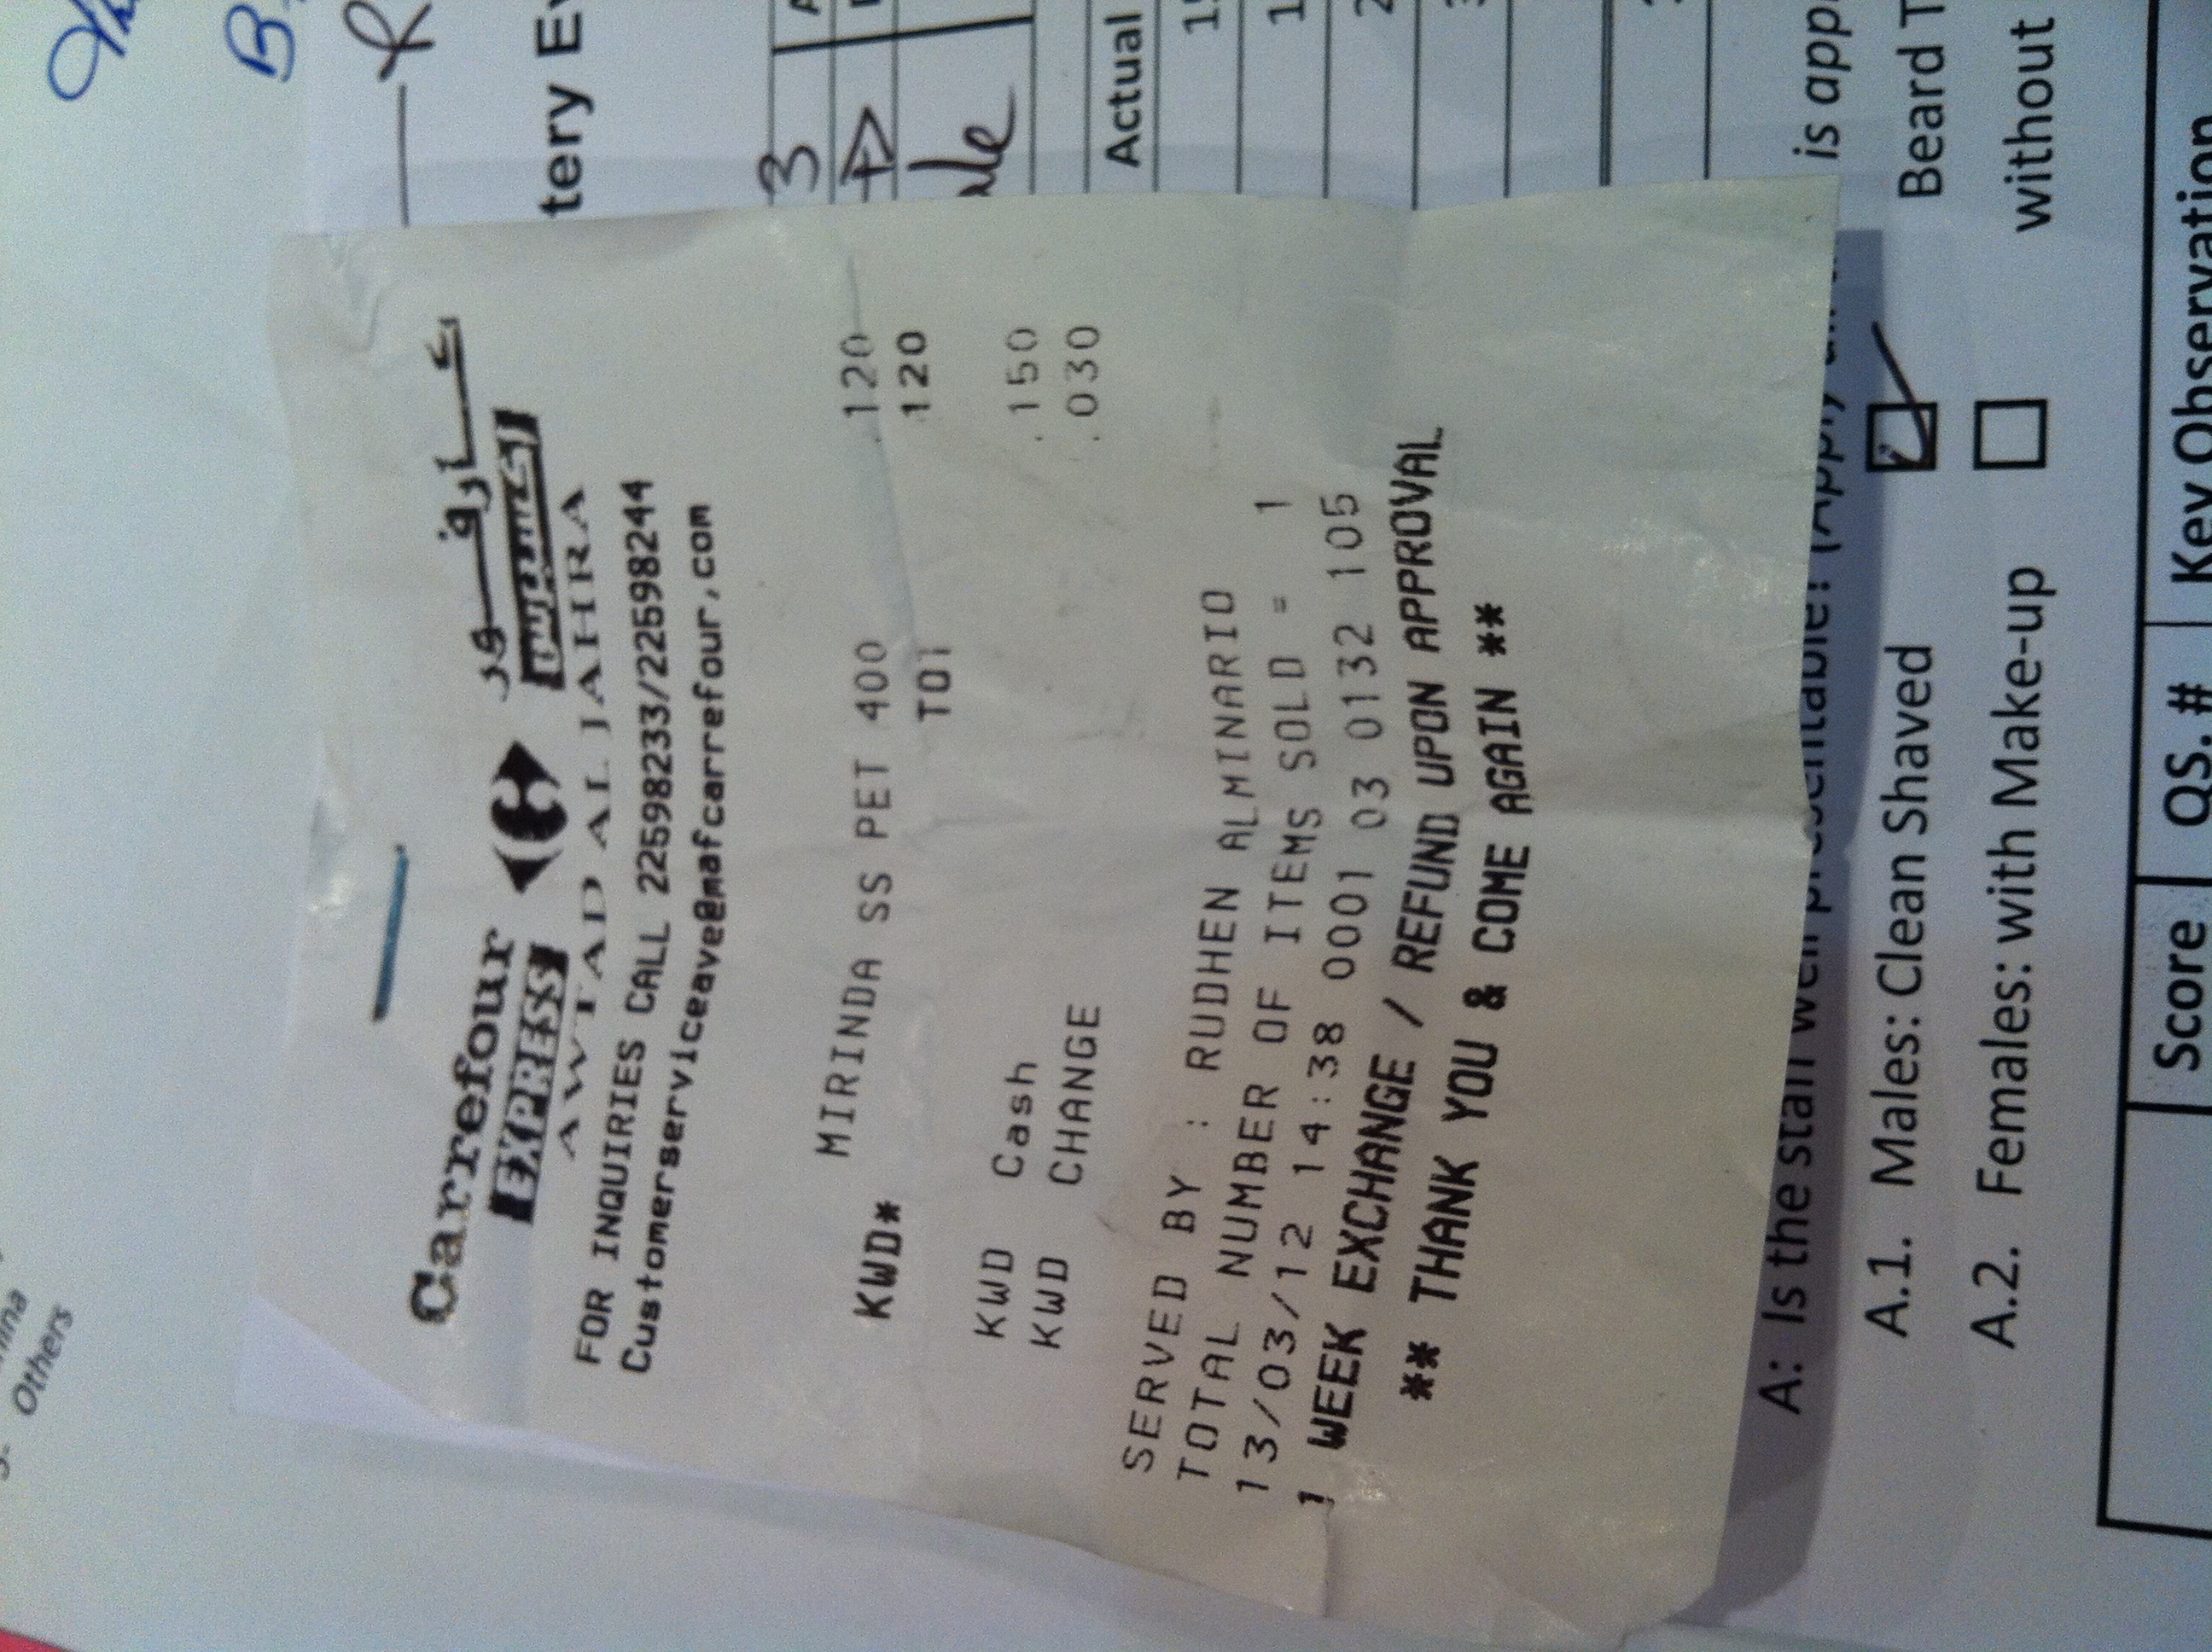 Carrefour كارفور
EXPRESS
AWTAD AL JAHRA
FOR INQUIRIES CALL 22598233/22598244
Customerserviceave@mafcarrefour.com
MIRINDA SS PET 400 .120
KWD* TOT .120
KWD Cash .150
KWD CHANGE .030
SERVED BY : RUDHEN ALMINARIO
TOTAL NUMBER OF ITEMS SOLD = 1
13/03/12 14:38 0001 03 0132 105
1 WEEK EXCHANGE / REFUND UPON APPROVAL
** THANK YOU & COME AGAIN **
Others
3
Actual
is
A: Is the staff well presentable? (Apply
A.1. Males: Clean Shaved
Beard
A.2. Females: with Make-up
without
Score QS. # Key Observation